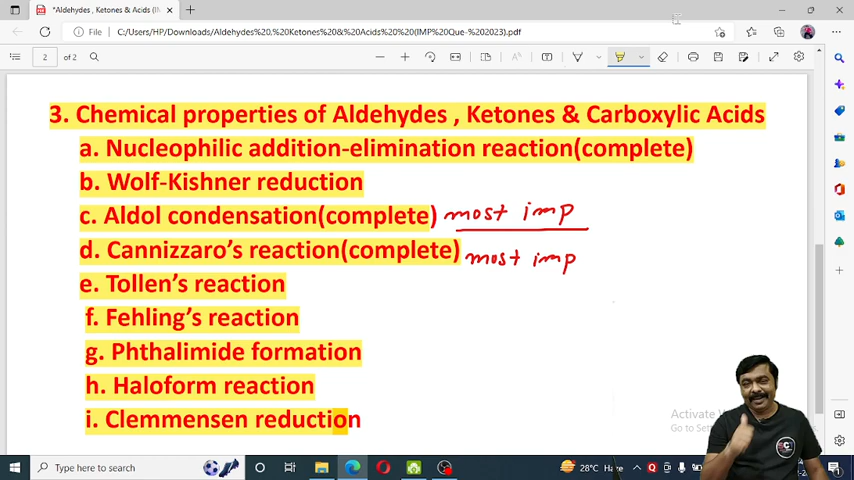 *Aldehydes, Ketones & Acids (IM
File
C:/Users/HP/Downloads/Aldehydes%20,%20Ketones%20&%20Acids%20%20(IMP%20Que-%202023).pdf
2 of 2
3. Chemical properties of Aldehydes , Ketones & Carboxylic Acids
a. Nucleophilic addition-elimination reaction(complete)
b. Wolf-Kishner reduction
c. Aldol condensation(complete) most imp
d. Cannizzaro's reaction(complete) most imp
e. Tollen's reaction
f. Fehling's reaction
g. Phthalimide formation
h. Haloform reaction
i. Clemmensen reduction
Activate
Go to Set
Type here to search
28°C Haze